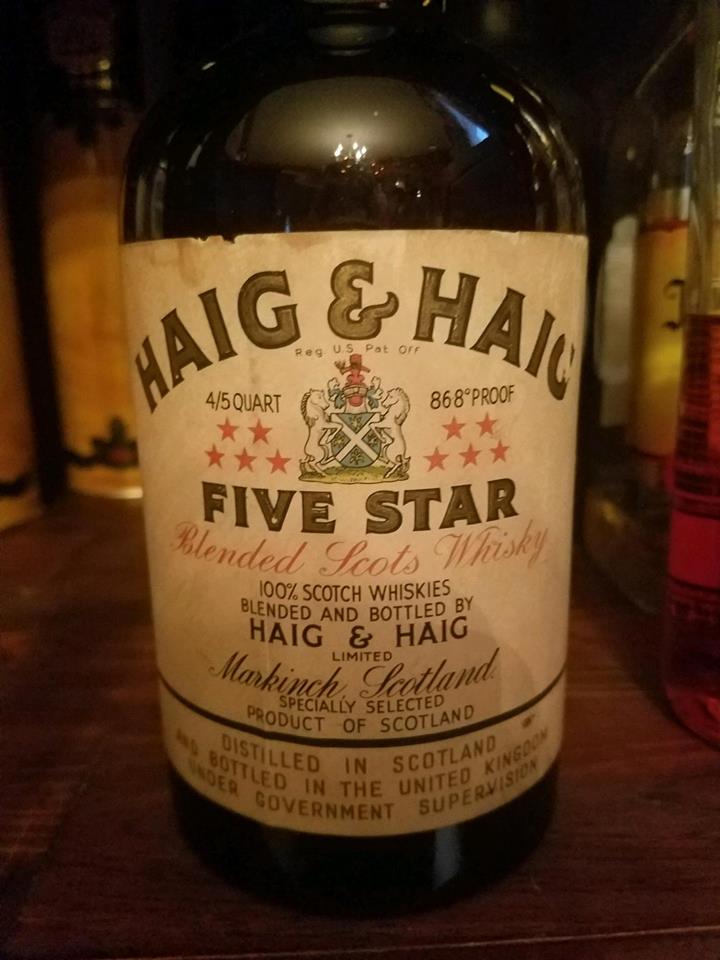 HAIG & HAIG
Reg. U.S. Pat. Off
4/5 QUART
86.8° PROOF
FIVE STAR
Blended Scots Whisky
100% SCOTCH WHISKIES
BLENDED AND BOTTLED BY
HAIG & HAIG
LIMITED
Markinch, Scotland.
SPECIALLY SELECTED
PRODUCT OF SCOTLAND
DISTILLED IN SCOTLAND
AND BOTTLED IN THE UNITED KINGDOM
UNDER GOVERNMENT SUPERVISION